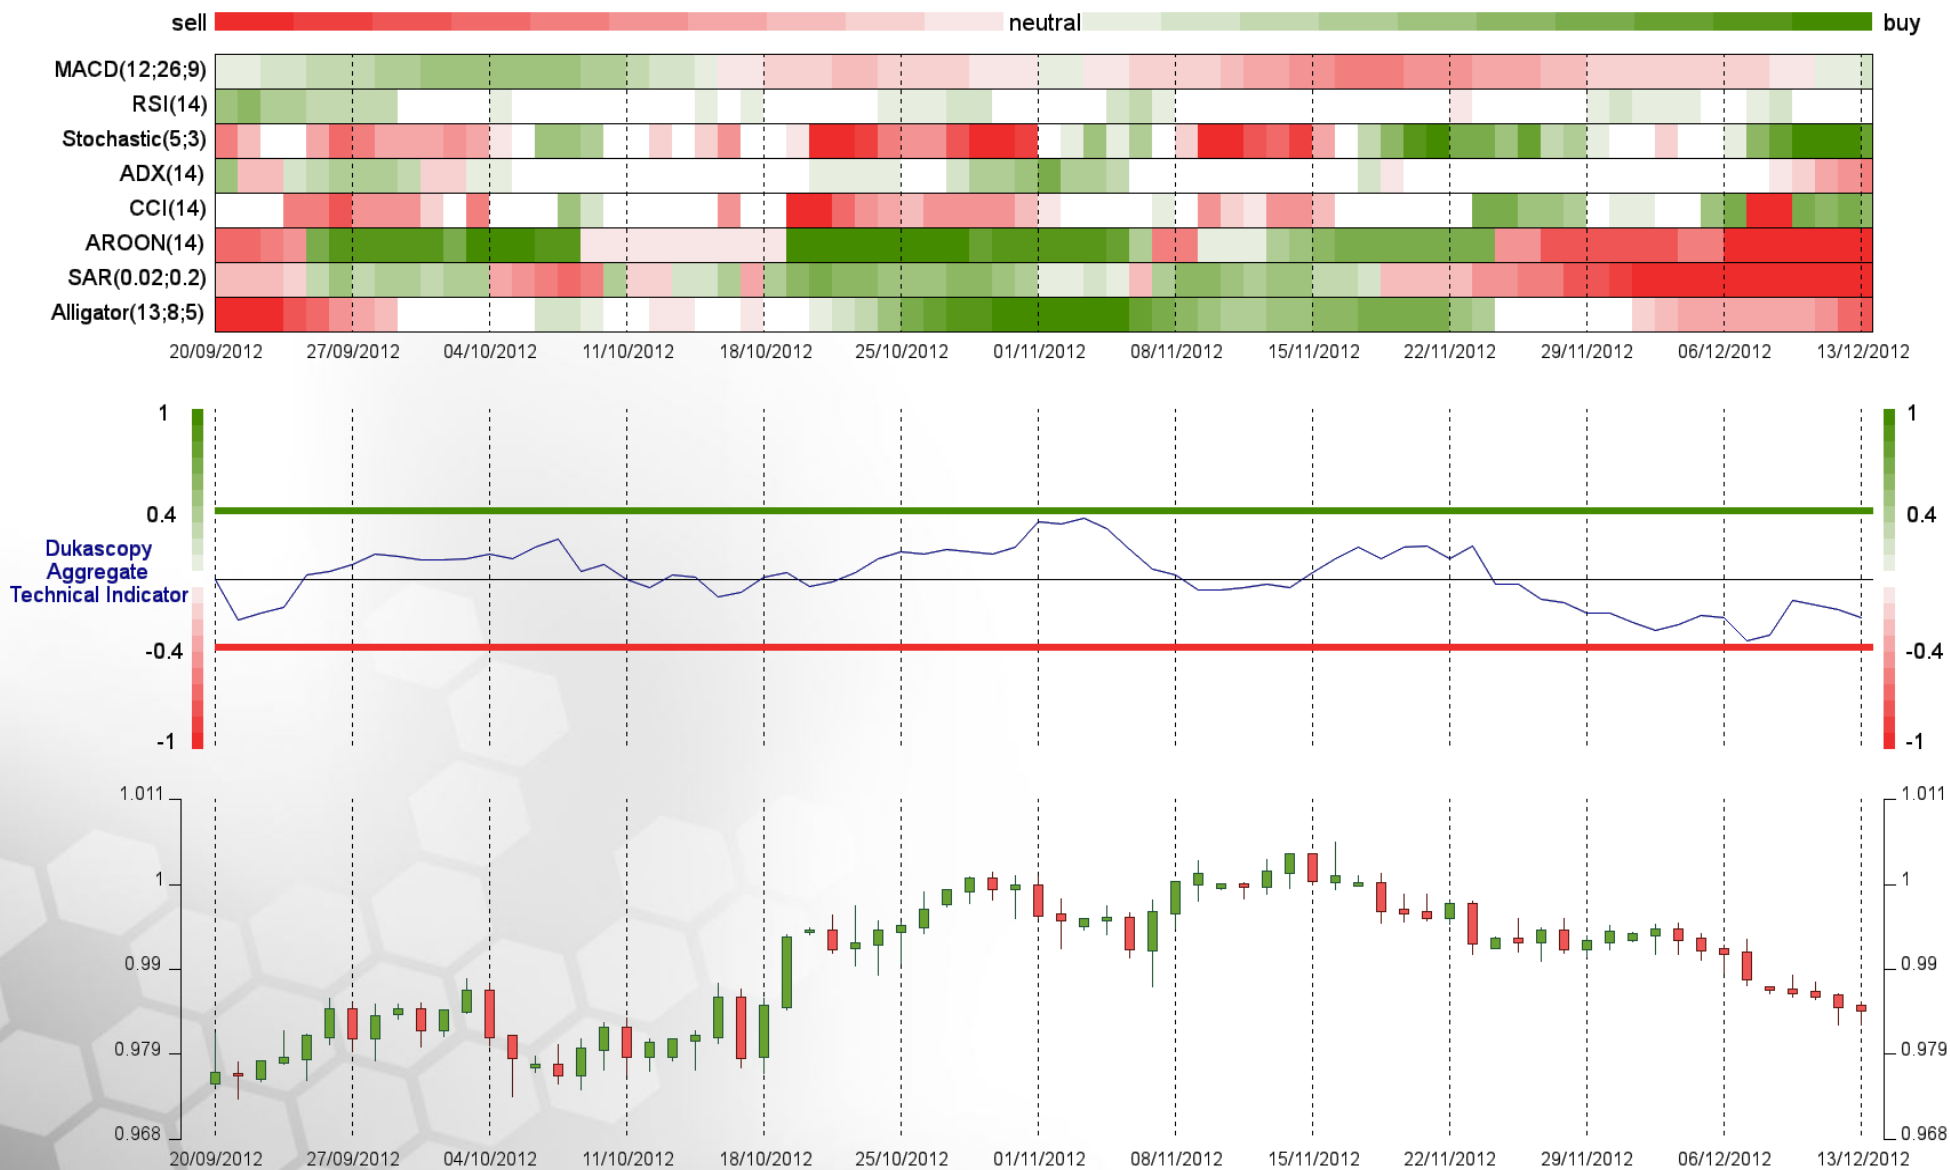 sell neutral buy
MACD(12;26;9)
RSI(14)
Stochastic(5;3)
ADX(14)
CCI(14)
AROON(14)
SAR(0.02;0.2)
Alligator(13;8;5)
20/09/2012 27/09/2012 04/10/2012 11/10/2012 18/10/2012 25/10/2012 01/11/2012 08/11/2012 15/11/2012 22/11/2012 29/11/2012 06/12/2012 13/12/2012
1 1
0.4 0.4
Dukascopy
Aggregate
Technical Indicator
-0.4 -0.4
-1 -1
1.011 1.011
1 1
0.99 0.99
0.979 0.979
0.968 0.968
20/09/2012 27/09/2012 04/10/2012 11/10/2012 18/10/2012 25/10/2012 01/11/2012 08/11/2012 15/11/2012 22/11/2012 29/11/2012 06/12/2012 13/12/2012